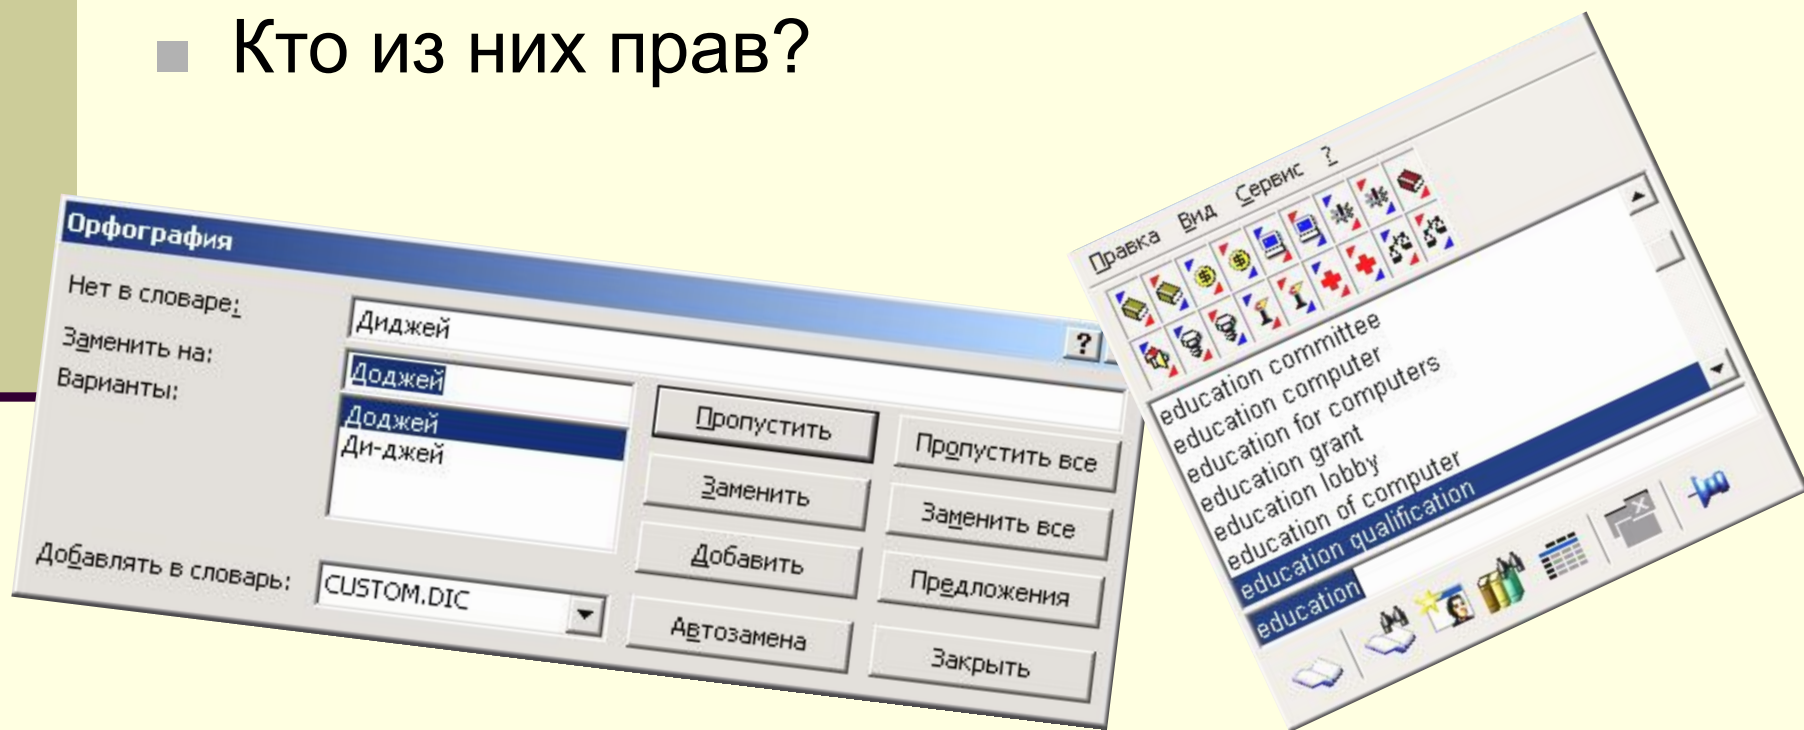 Кто из них прав?
Орфография
Нет в словаре:
Диджей
Заменить на:
Доджей
Варианты:
Доджей
Ди-джей
Пропустить
Пропустить все
Заменить
Заменить все
Добавить
Предложения
Добавлять в словарь:
CUSTOM.DIC
Автозамена
Закрыть
?
Правка Вид Сервис ?
education committee
education computer
education for computers
education grant
education lobby
education of computer
education qualification
education